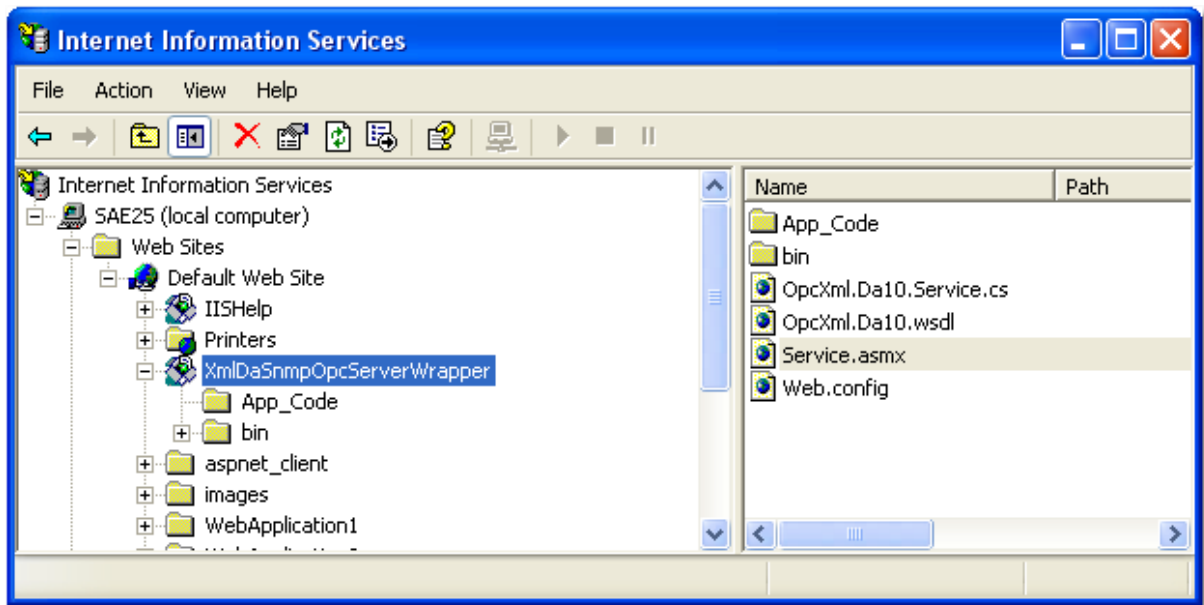 Internet Information Services
File Action View Help
Internet Information Services
SAE25 (local computer)
Web Sites
Default Web Site
IISHelp
Printers
XmlDaSnmpOpcServerWrapper
App_Code
bin
aspnet_client
images
WebApplication1
Name Path
App_Code
bin
OpcXml.Da10.Service.cs
OpcXml.Da10.wsdl
Service.asmx
Web.config